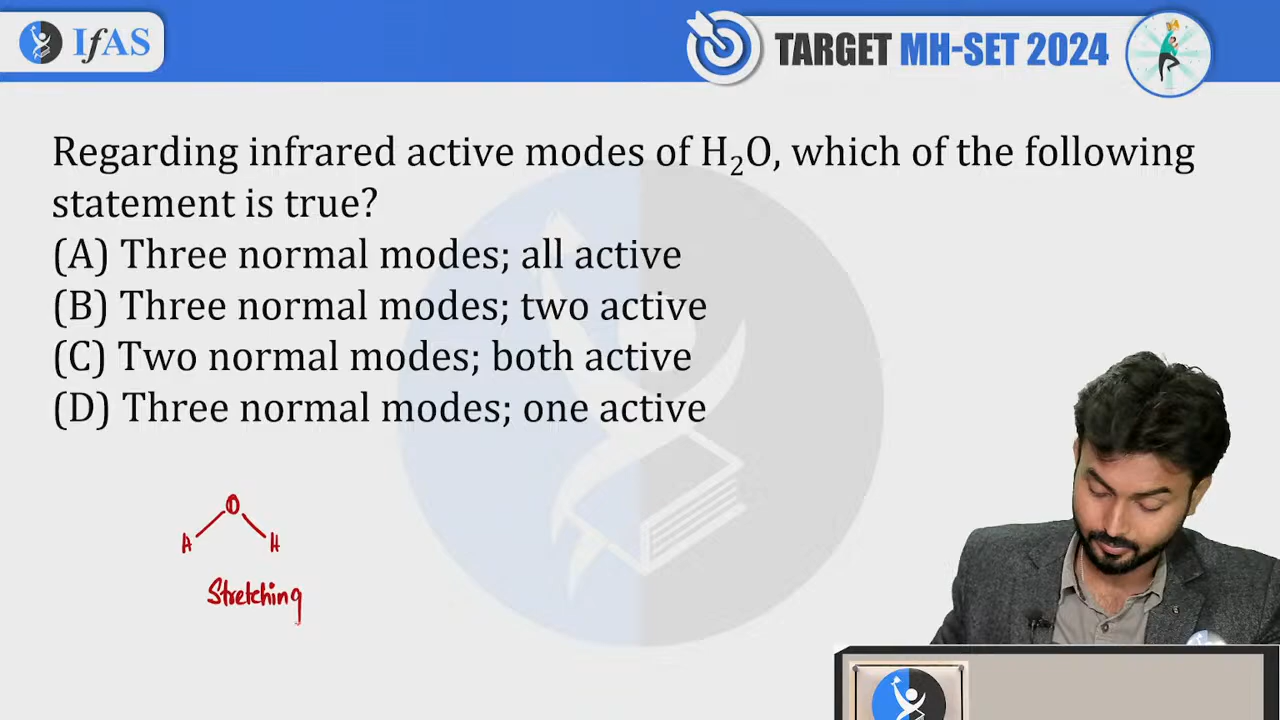 IfAS
TARGET MH-SET 2024
Regarding infrared active modes of H₂O, which of the following
statement is true?
(A) Three normal modes; all active
(B) Three normal modes; two active
(C) Two normal modes; both active
(D) Three normal modes; one active
O
H H
Stretching